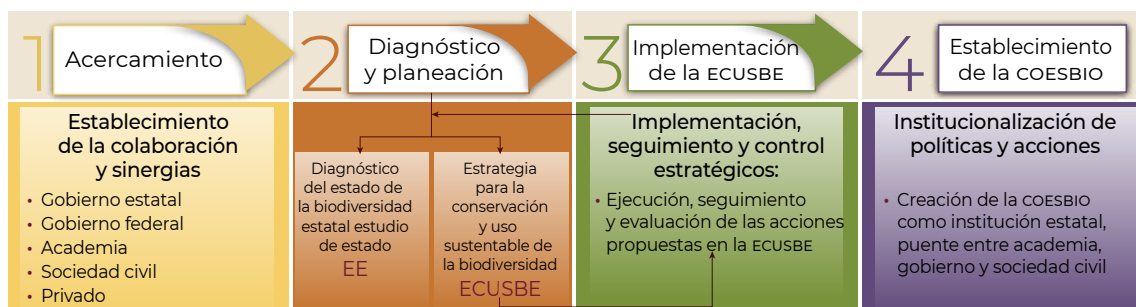 1
Acercamiento
Establecimiento
de la colaboración
y sinergias
• Gobierno estatal
• Gobierno federal
• Academia
• Sociedad civil
• Privado
2
Diagnóstico
y planeación
Diagnóstico
del estado de
la biodiversidad
estatal estudio
de estado
EE
Estrategia
para la
conservación
y uso
sustentable de
la biodiversidad
ECUSBE
3
Implementación
de la ECUSBE
Implementación,
seguimiento y control
estratégicos:
• Ejecución, seguimiento
y evaluación de las acciones
propuestas en la ECUSBE
4
Establecimiento
de la COESBIO
Institucionalización de
políticas y acciones
• Creación de la COESBIO
como institución estatal,
puente entre academia,
gobierno y sociedad civil